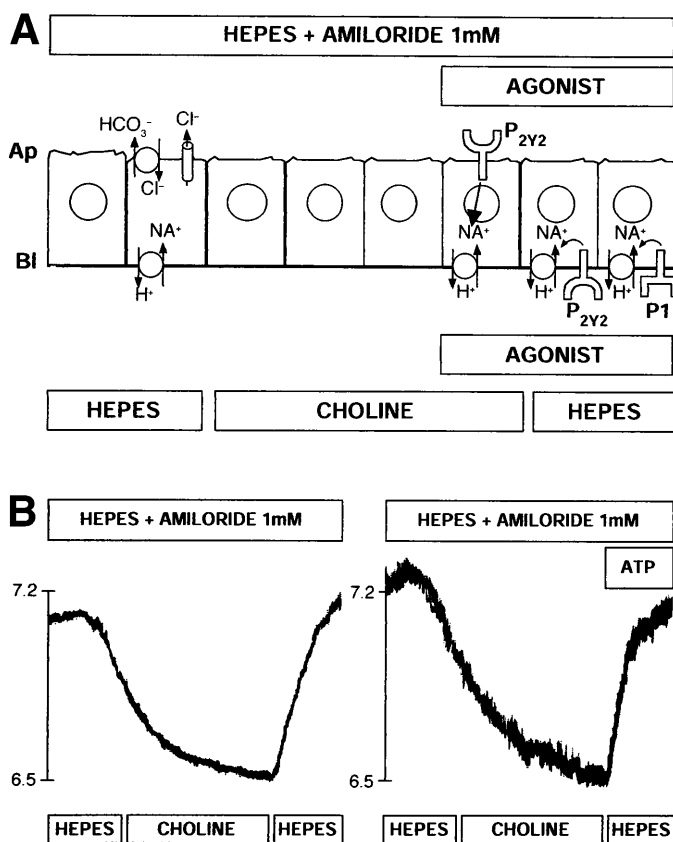 A
HEPES + AMILORIDE 1mM
AGONIST
HCO3- Cl- P2Y2
Ap
Cl-
NA+ NA+ NA+ NA+
Bl
H+ H+ H+ H+
P2Y2 P1
AGONIST
HEPES CHOLINE HEPES
B
HEPES + AMILORIDE 1mM HEPES + AMILORIDE 1mM
ATP
7.2 7.2
6.5 6.5
HEPES CHOLINE HEPES HEPES CHOLINE HEPES